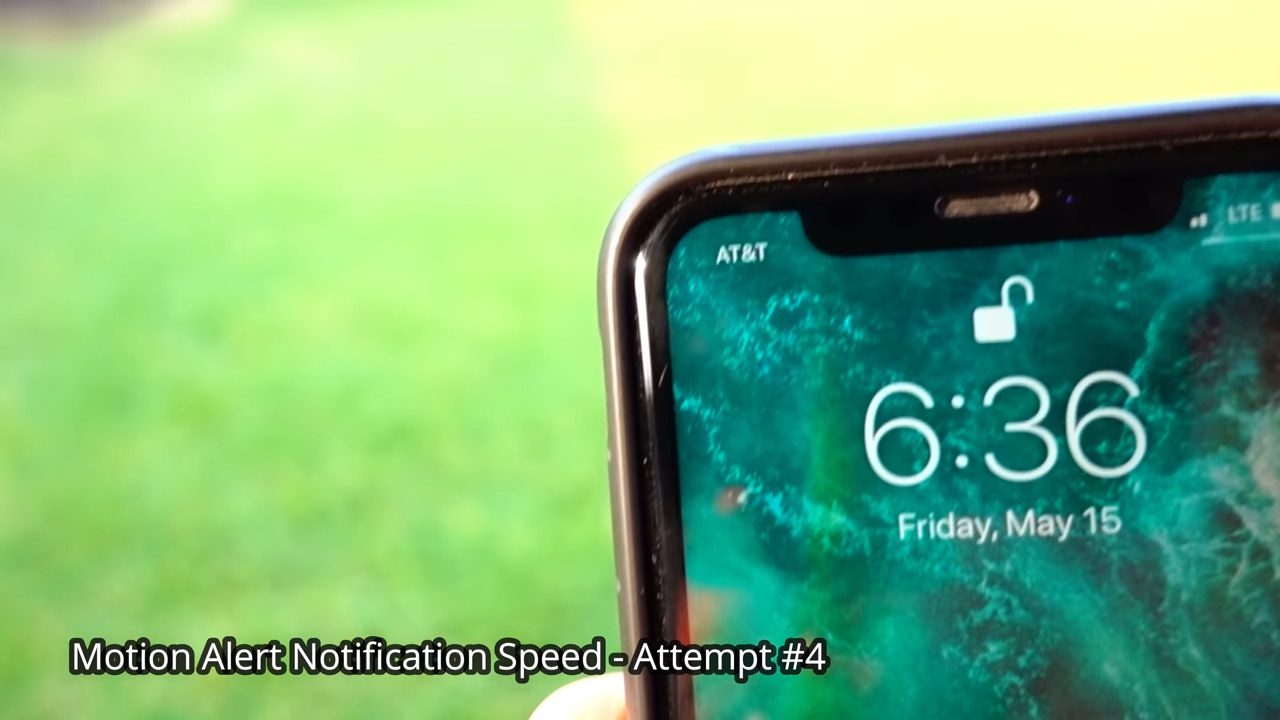 AT&T
LTE
6:36
Friday, May 15
Motion Alert Notification Speed - Attempt #4